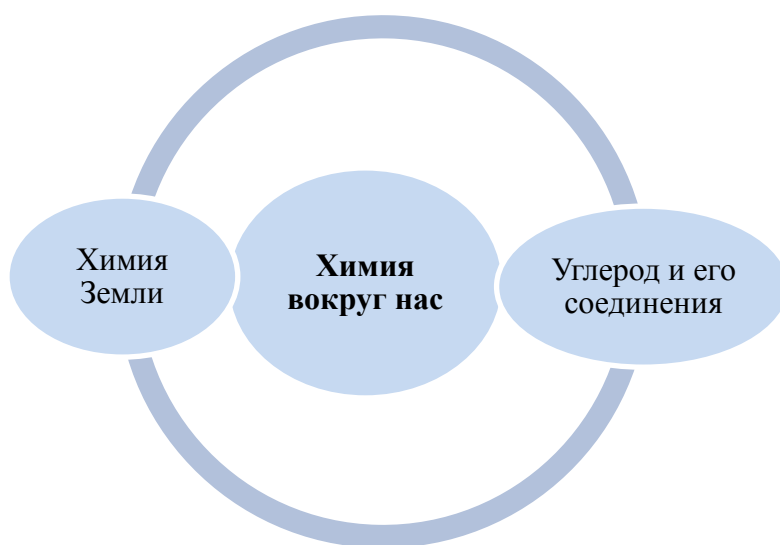 Химия
Земли
Химия
вокруг нас
Углерод и его
соединения